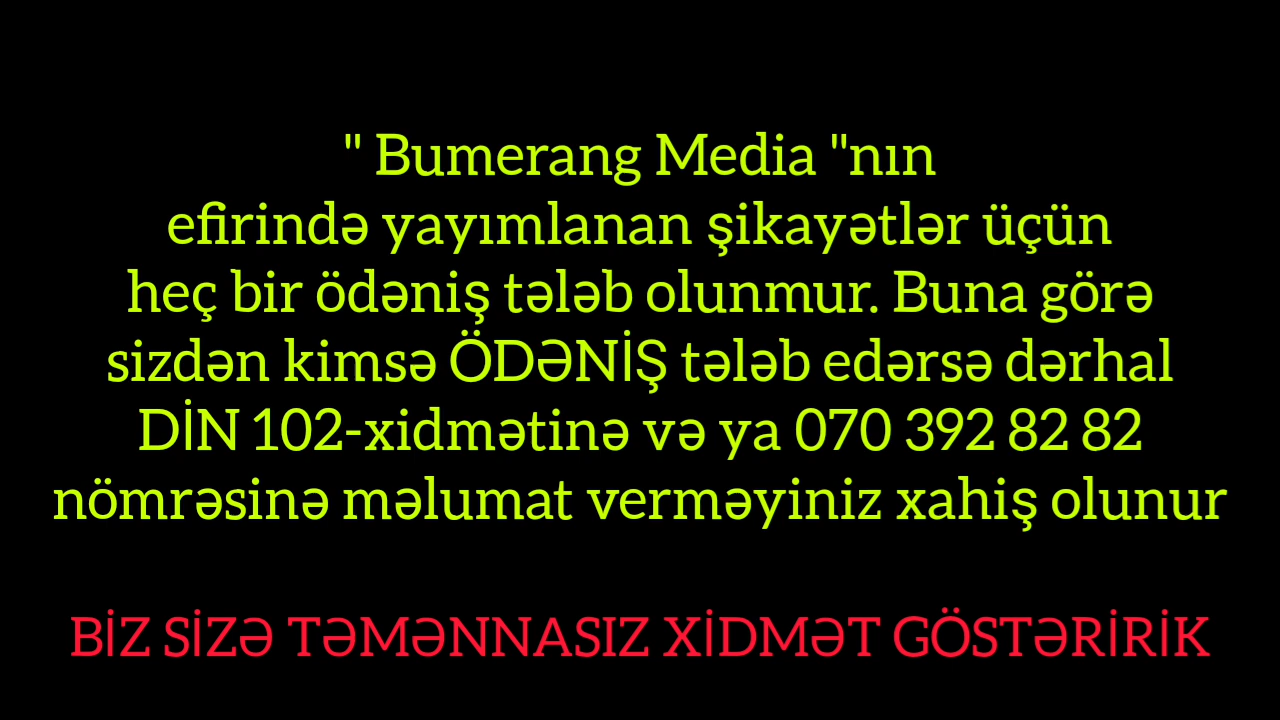 " Bumerang Media "nın
efirində yayımlanan şikayətlər üçün
heç bir ödəniş tələb olunmur. Buna görə
sizdən kimsə ÖDƏNİŞ tələb edərsə dərhal
DİN 102-xidmətinə və ya 070 392 82 82
nömrəsinə məlumat verməyiniz xahiş olunur
BİZ SİZƏ TƏMƏNNASIZ XİDMƏT GÖSTƏRİRİK